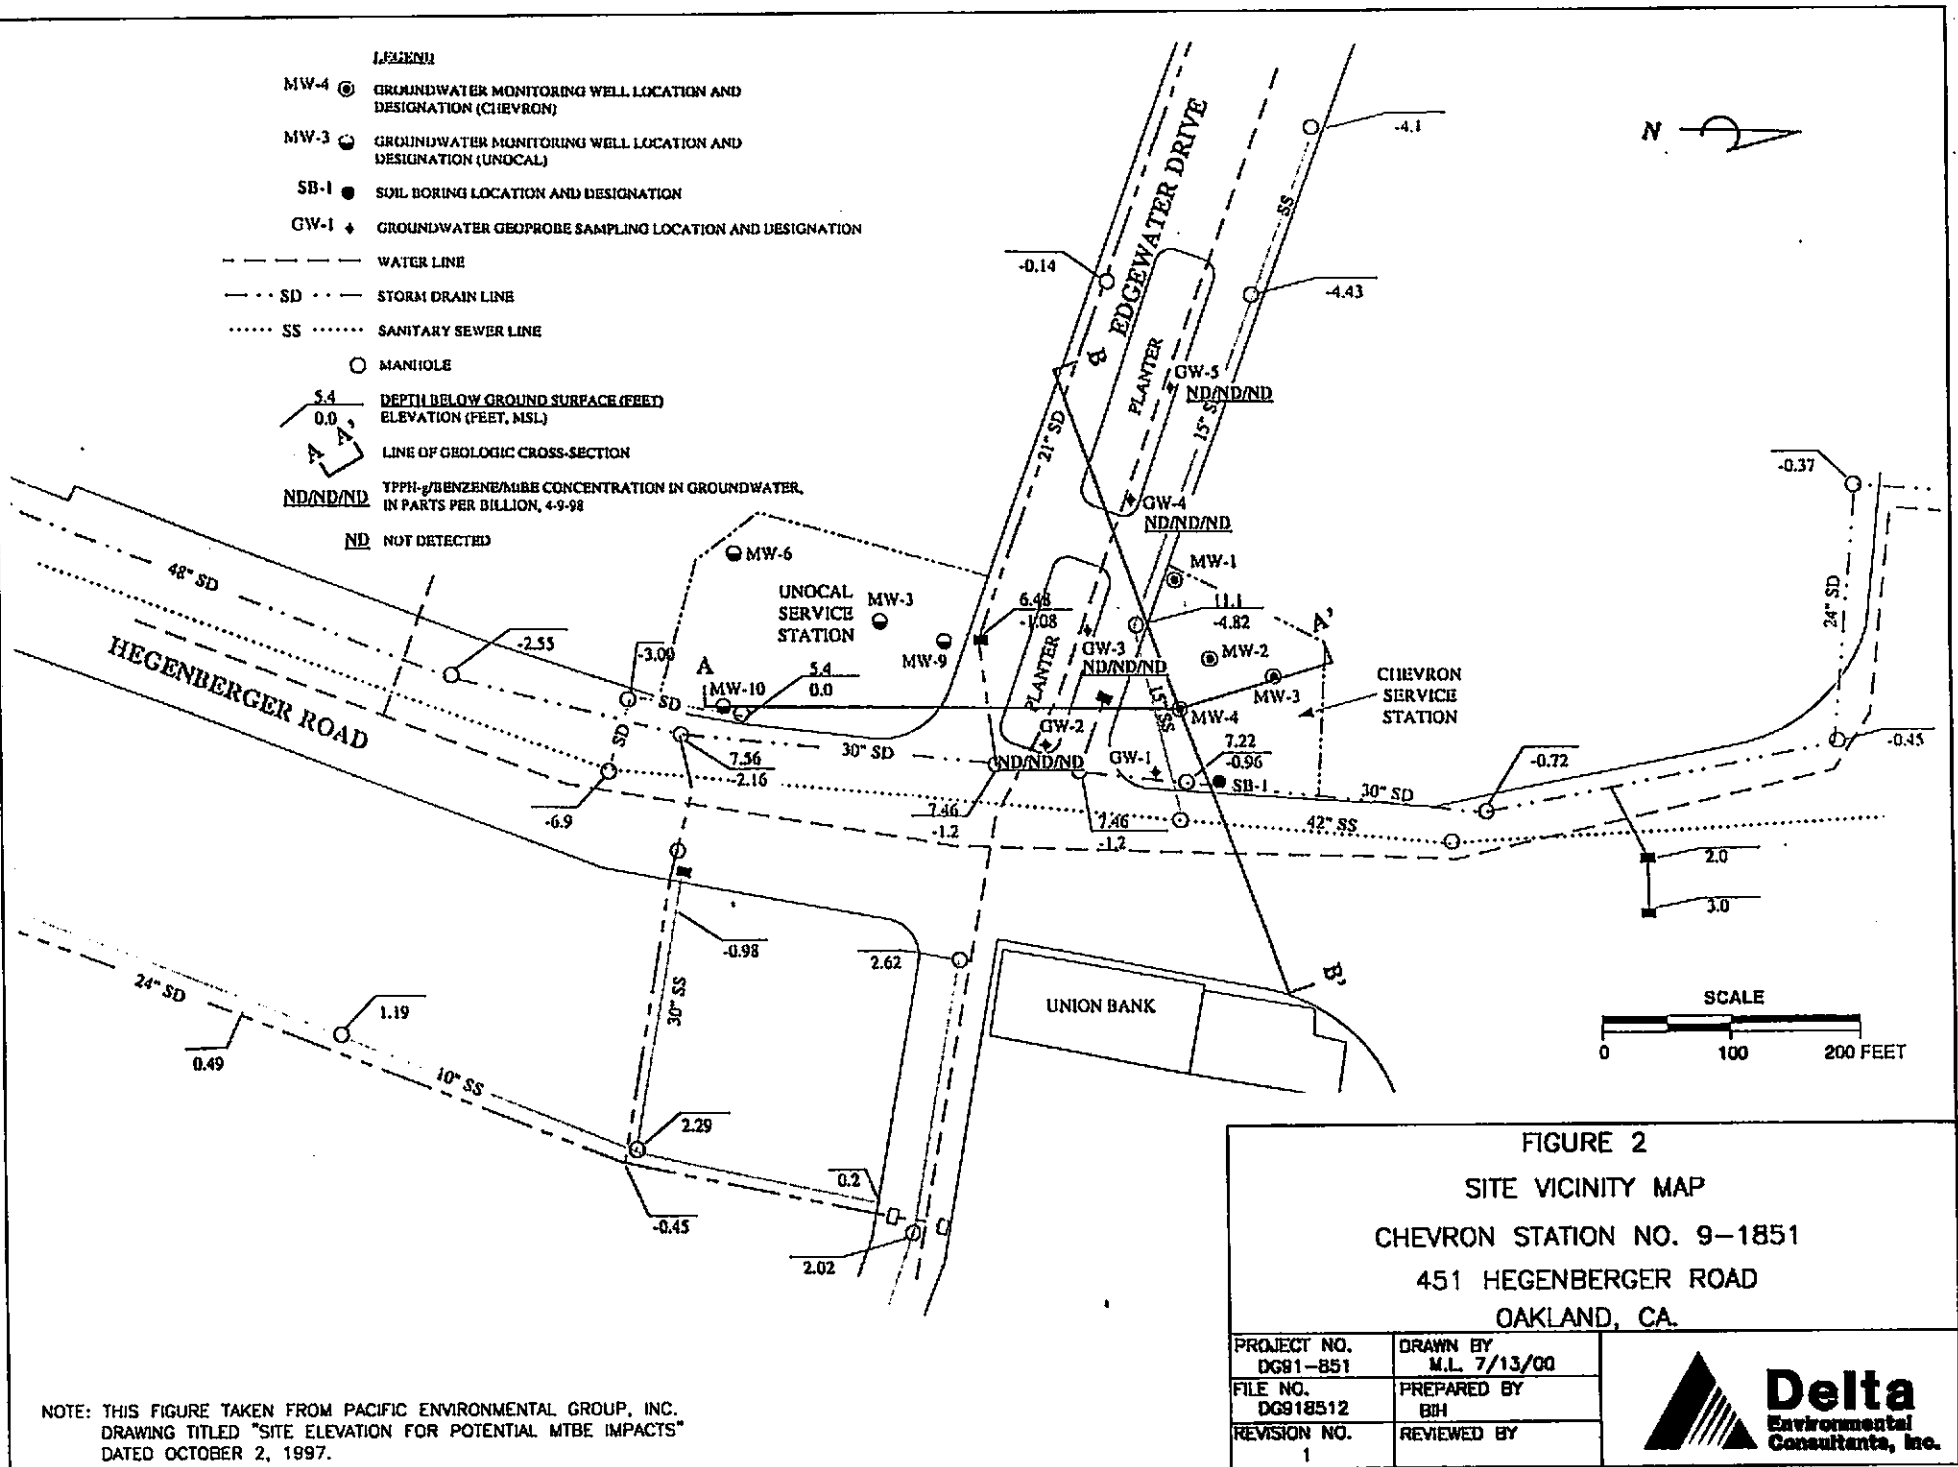 LEGEND
MW-4 GROUNDWATER MONITORING WELL LOCATION AND
DESIGNATION (CHEVRON)
MW-3 GROUNDWATER MONITORING WELL LOCATION AND
DESIGNATION (UNOCAL)
SB-1 SOIL BORING LOCATION AND DESIGNATION
GW-1 GROUNDWATER GEOPROBE SAMPLING LOCATION AND DESIGNATION
WATER LINE
SD STORM DRAIN LINE
SS SANITARY SEWER LINE
MANHOLE
5.4 DEPTH BELOW GROUND SURFACE (FEET)
0.0 ELEVATION (FEET, MSL)
A A' LINE OF GEOLOGIC CROSS-SECTION
ND/ND/ND TPPH-g/BENZENE/MtBE CONCENTRATION IN GROUNDWATER,
IN PARTS PER BILLION, 4-9-98
ND NOT DETECTED
N
-4.1
SS
EDGEWATER DRIVE
-0.14
-4.43
B
PLANTER
GW-5
ND/ND/ND
15" S
21" SD
-0.37
GW-4
ND/ND/ND
MW-1
48" SD
MW-6
UNOCAL
SERVICE
STATION
MW-3
MW-9
6.48
-1.08
11.1
-4.82
24" SD
A'
-2.55
-3.09
HEGENBERGER ROAD
A
MW-10
5.4
0.0
PLANTER
GW-3
ND/ND/ND
MW-2
MW-3
CHEVRON
SERVICE
STATION
SD
SD
15" SS
MW-4
GW-2
ND/ND/ND
30" SD
GW-1
7.22
-0.96
SB-1
30" SD
-0.72
-0.45
7.56
-2.16
-6.9
7.46
-1.2
7.46
-1.2
42" SS
2.0
3.0
-0.98
2.62
B'
24" SD
30" SS
UNION BANK
1.19
0.49
10" SS
2.29
0.2
-0.45
2.02
SCALE
0 100 200 FEET
FIGURE 2
SITE VICINITY MAP
CHEVRON STATION NO. 9-1851
451 HEGENBERGER ROAD
OAKLAND, CA.
PROJECT NO.
DG91-851
DRAWN BY
M.L. 7/13/00
FILE NO.
DG918512
PREPARED BY
BIH
REVISION NO.
1
REVIEWED BY
Delta
Environmental
Consultants, Inc.
NOTE: THIS FIGURE TAKEN FROM PACIFIC ENVIRONMENTAL GROUP, INC.
DRAWING TITLED "SITE ELEVATION FOR POTENTIAL MTBE IMPACTS"
DATED OCTOBER 2, 1997.